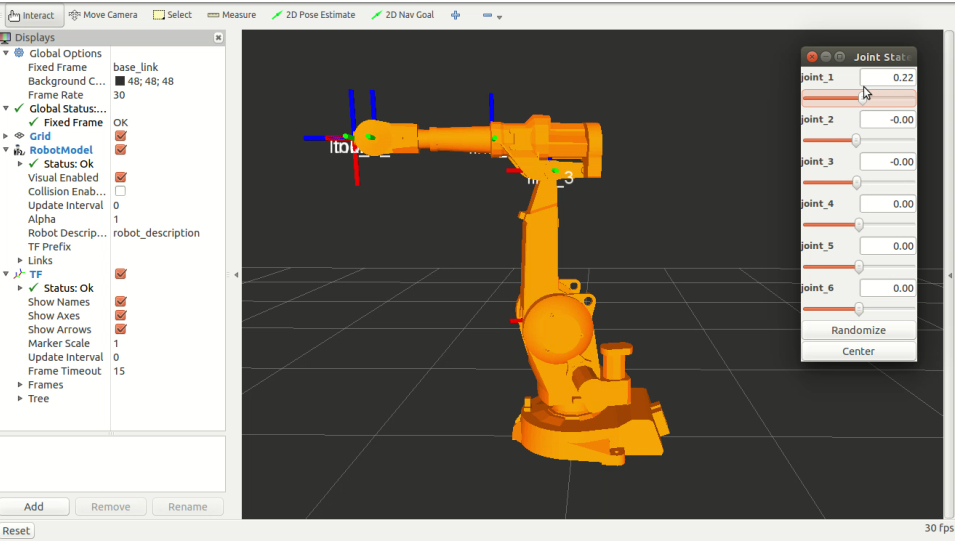 Interact Move Camera Select Measure 2D Pose Estimate 2D Nav Goal
Displays
Global Options
Fixed Frame base_link
Background C... 48; 48; 48
Frame Rate 30
Global Status:...
Fixed Frame OK
Grid
RobotModel
Status: Ok
Visual Enabled
Collision Enab...
Update Interval 0
Alpha 1
Robot Descrip... robot_description
TF Prefix
Links
TF
Status: Ok
Show Names
Show Axes
Show Arrows
Marker Scale 1
Update Interval 0
Frame Timeout 15
Frames
Tree
Add Remove Rename
Reset
Joint State
joint_1 0.22
joint_2 -0.00
joint_3 -0.00
joint_4 0.00
joint_5 0.00
joint_6 0.00
Randomize
Center
30 fps